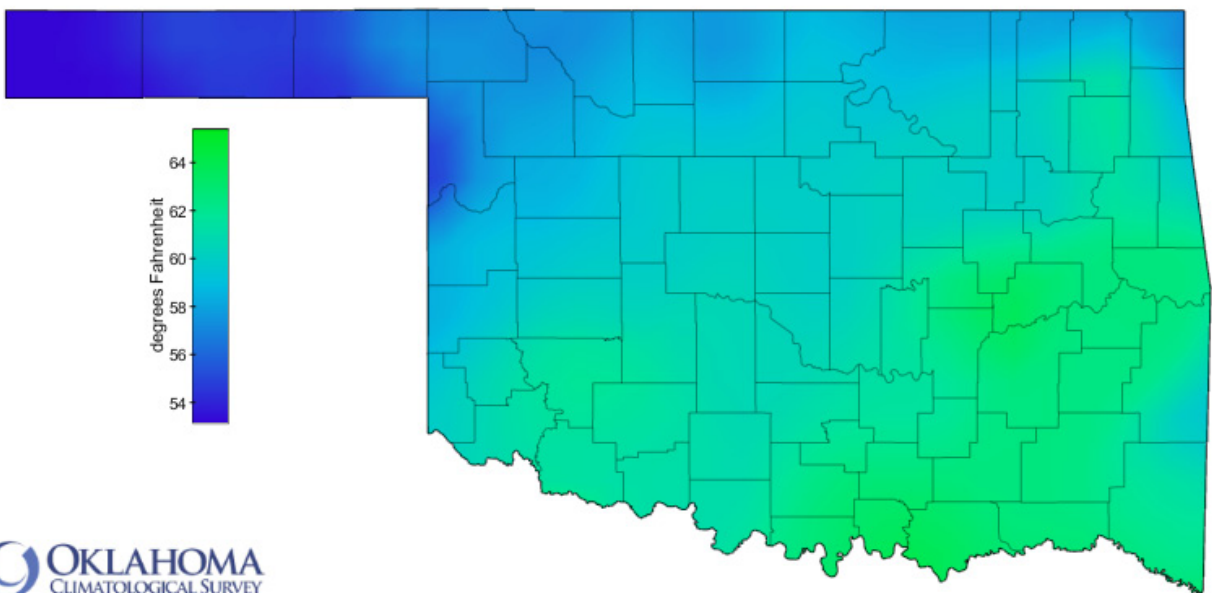 degrees Fahrenheit
64
62
60
58
56
54
OKLAHOMA
CLIMATOLOGICAL SURVEY